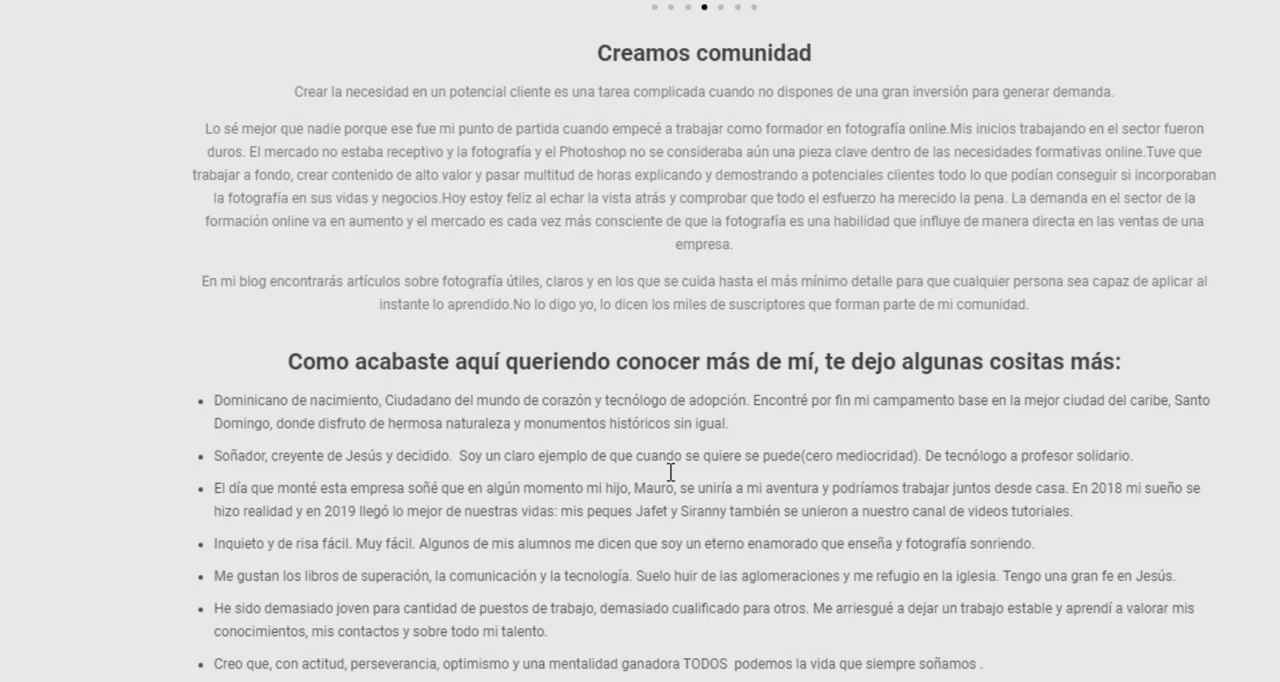 Creamos comunidad
Crear la necesidad en un potencial cliente es una tarea complicada cuando no dispones de una gran inversión para generar demanda.
Lo sé mejor que nadie porque ese fue mi punto de partida cuando empecé a trabajar como formador en fotografía online.Mis inicios trabajando en el sector fueron
duros. El mercado no estaba receptivo y la fotografía y el Photoshop no se consideraba aún una pieza clave dentro de las necesidades formativas online.Tuve que
trabajar a fondo, crear contenido de alto valor y pasar multitud de horas explicando y demostrando a potenciales clientes todo lo que podían conseguir si incorporaban
la fotografía en sus vidas y negocios.Hoy estoy feliz al echar la vista atrás y comprobar que todo el esfuerzo ha merecido la pena. La demanda en el sector de la
formación online va en aumento y el mercado es cada vez más consciente de que la fotografía es una habilidad que influye de manera directa en las ventas de una
empresa.
En mi blog encontrarás artículos sobre fotografía útiles, claros y en los que se cuida hasta el más mínimo detalle para que cualquier persona sea capaz de aplicar al
instante lo aprendido.No lo digo yo, lo dicen los miles de suscriptores que forman parte de mi comunidad.
Como acabaste aquí queriendo conocer más de mí, te dejo algunas cositas más:
• Dominicano de nacimiento, Ciudadano del mundo de corazón y tecnólogo de adopción. Encontré por fin mi campamento base en la mejor ciudad del caribe, Santo
Domingo, donde disfruto de hermosa naturaleza y monumentos históricos sin igual.
• Soñador, creyente de Jesús y decidido.  Soy un claro ejemplo de que cuando se quiere se puede(cero mediocridad). De tecnólogo a profesor solidario.
• El día que monté esta empresa soñé que en algún momento mi hijo, Mauro, se uniría a mi aventura y podríamos trabajar juntos desde casa. En 2018 mi sueño se
hizo realidad y en 2019 llegó lo mejor de nuestras vidas: mis peques Jafet y Siranny también se unieron a nuestro canal de videos tutoriales.
• Inquieto y de risa fácil. Muy fácil. Algunos de mis alumnos me dicen que soy un eterno enamorado que enseña y fotografía sonriendo.
• Me gustan los libros de superación, la comunicación y la tecnología. Suelo huir de las aglomeraciones y me refugio en la iglesia. Tengo una gran fe en Jesús.
• He sido demasiado joven para cantidad de puestos de trabajo, demasiado cualificado para otros. Me arriesgué a dejar un trabajo estable y aprendí a valorar mis
conocimientos, mis contactos y sobre todo mi talento.
• Creo que, con actitud, perseverancia, optimismo y una mentalidad ganadora TODOS  podemos la vida que siempre soñamos .